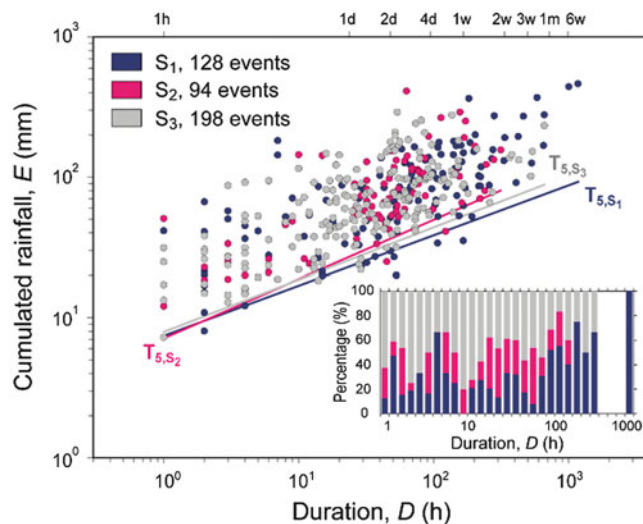 1h 1d 2d 4d 1w 2w 3w 1m 6w
10³
10²
10¹
10⁰
Cumulated rainfall, E (mm)
S₁, 128 events
S₂, 94 events
S₃, 198 events
T₅,S₃
T₅,S₁
T₅,S₂
100
80
60
40
20
0
Percentage (%)
1 10 100 1000
Duration, D (h)
10⁰ 10¹ 10² 10³
Duration, D (h)